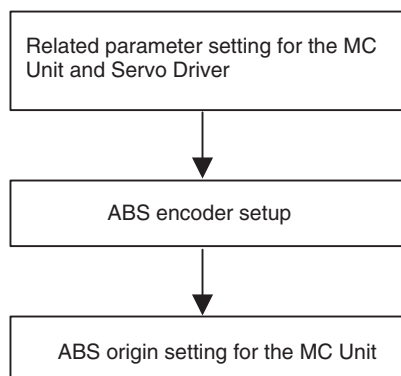 Related parameter setting for the MC
Unit and Servo Driver
ABS encoder setup
ABS origin setting for the MC Unit